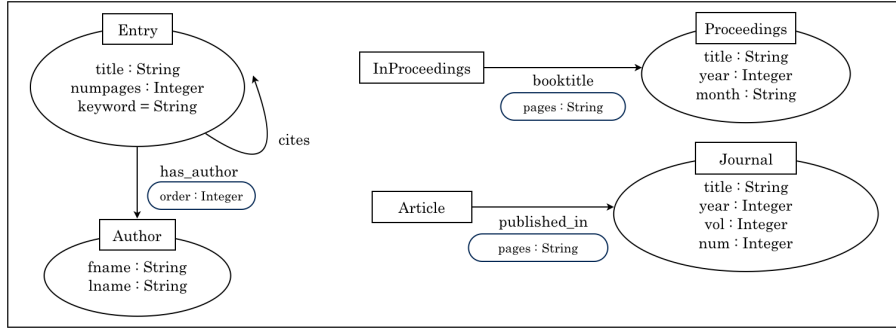 Entry
title : String
numpages : Integer
keyword = String
cites
has_author
order : Integer
Author
fname : String
lname : String
InProceedings
booktitle
pages : String
Proceedings
title : String
year : Integer
month : String
Article
published_in
pages : String
Journal
title : String
year : Integer
vol : Integer
num : Integer